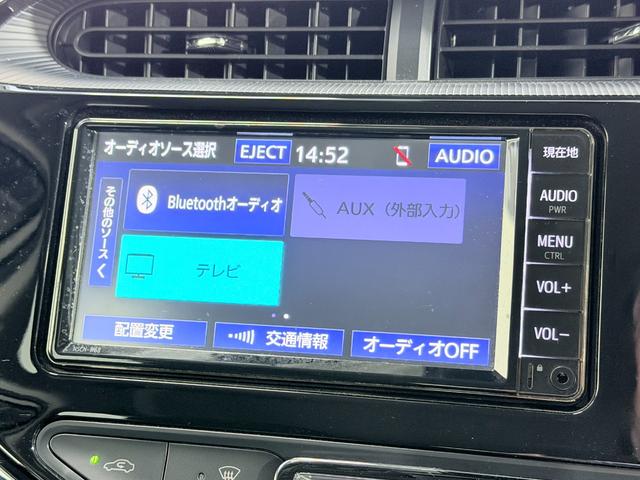 オーディオソース選択 EJECT 14:52 AUDIO
その他のソース く
Bluetoothオーディオ
AUX (外部入力)
テレビ
配置変更
交通情報
オーディオOFF
現在地
AUDIO
PWR
MENU
CTRL
VOL+
VOL-